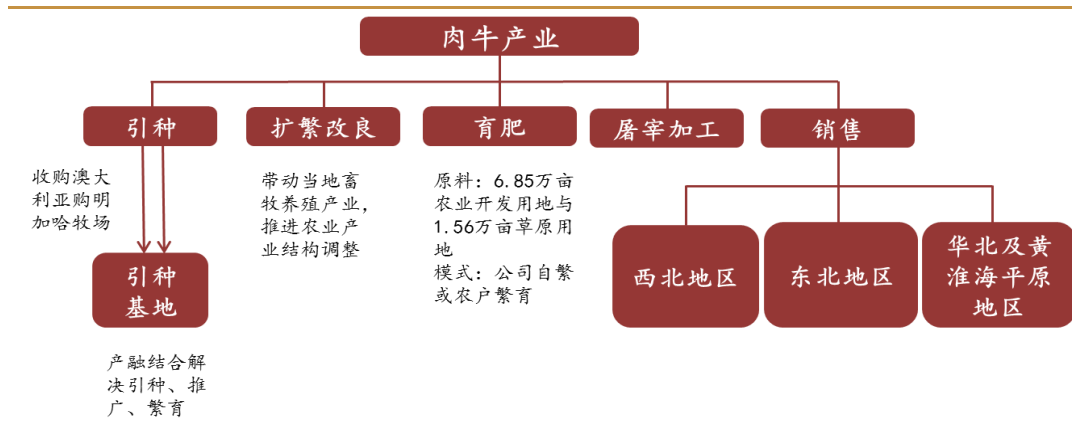 肉牛产业
引种
扩繁改良
育肥
屠宰加工
销售
收购澳大
利亚购明
加哈牧场
带动当地畜
牧养殖产业，
推进农业产
业结构调整
原料：6.85万亩
农业开发用地与
1.56万亩草原用
地
模式：公司自繁
或农户繁育
引种
基地
西北地区
东北地区
华北及黄
淮海平原
地区
产融结合解
决引种、推
广、繁育